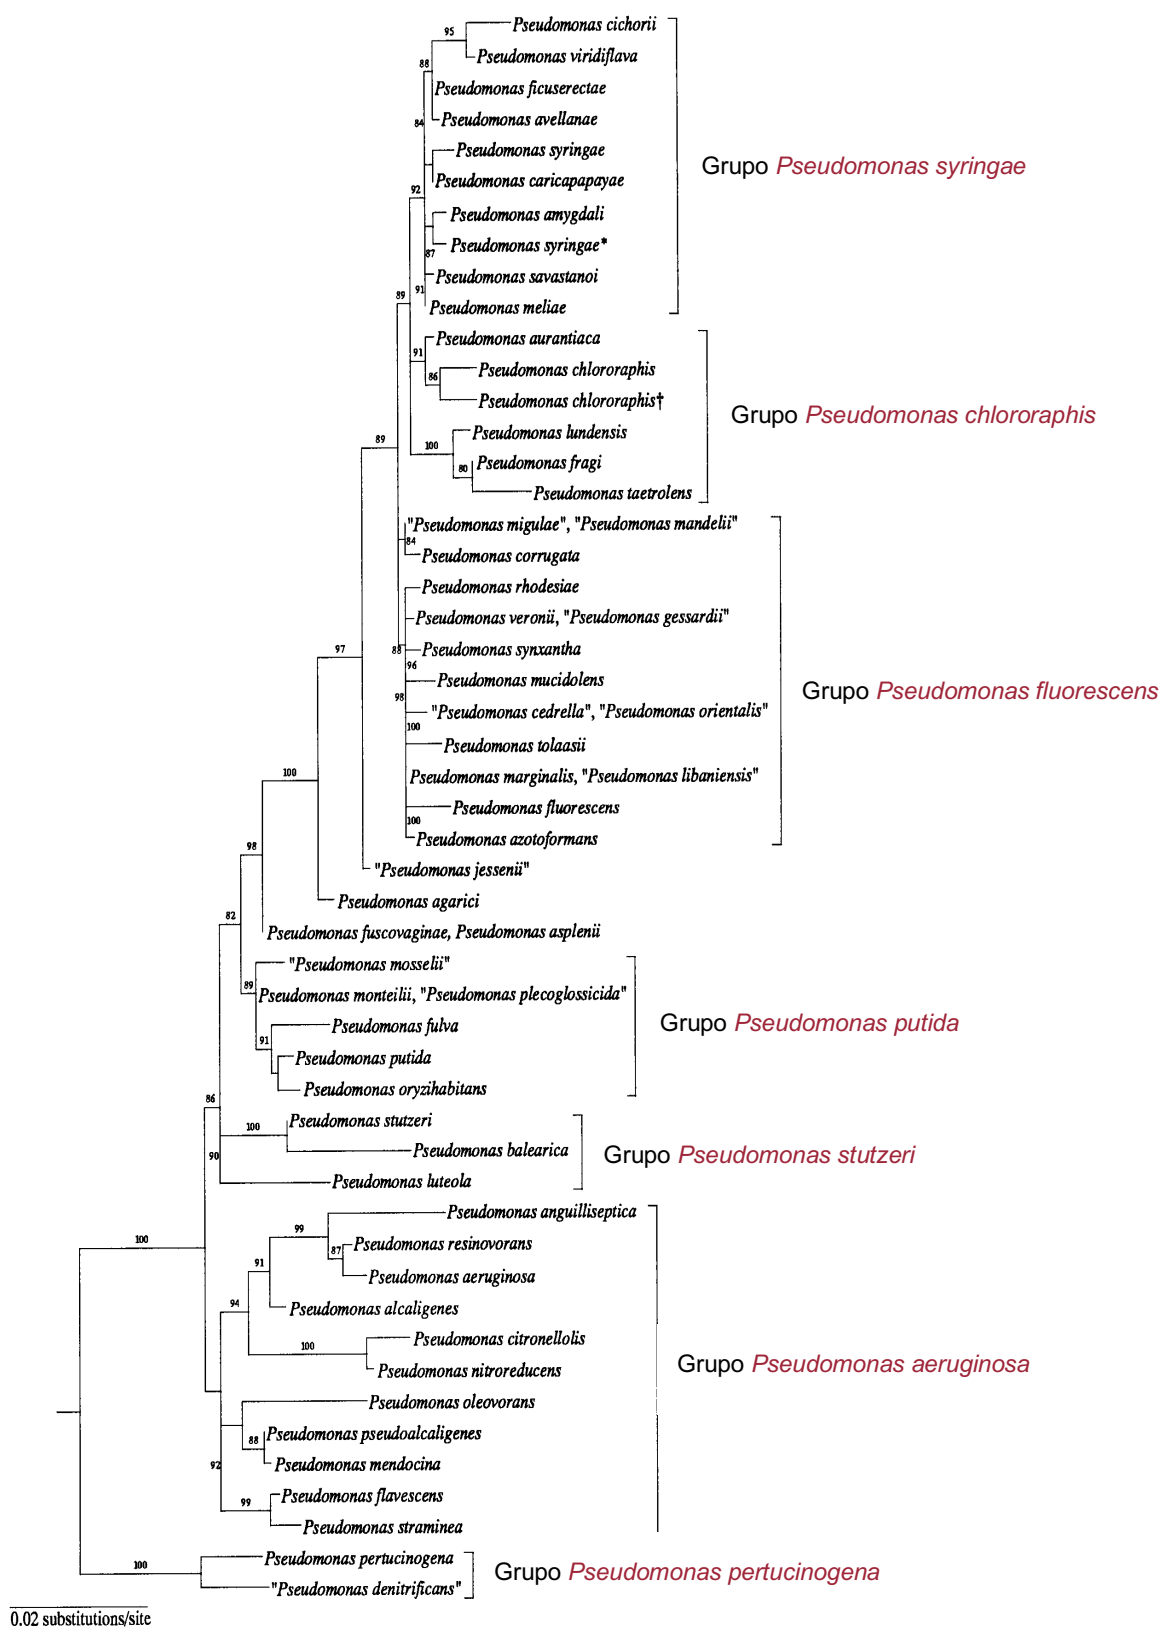 95
Pseudomonas cichorii
Pseudomonas viridiflava
88
Pseudomonas ficuserectae
84
Pseudomonas avellanae
Pseudomonas syringae
Grupo Pseudomonas syringae
Pseudomonas caricapapayae
92
Pseudomonas amygdali
Pseudomonas syringae*
87
Pseudomonas savastanoi
91
89
Pseudomonas meliae
Pseudomonas aurantiaca
91
Pseudomonas chlororaphis
86
Pseudomonas chlororaphis†
Grupo Pseudomonas chlororaphis
Pseudomonas lundensis
89
100
Pseudomonas fragi
80
Pseudomonas taetrolens
"Pseudomonas migulae", "Pseudomonas mandelii"
84
Pseudomonas corrugata
Pseudomonas rhodesiae
Pseudomonas veronii, "Pseudomonas gessardii"
88
Pseudomonas synxantha
97
96
Pseudomonas mucidolens
Grupo Pseudomonas fluorescens
98
"Pseudomonas cedrella", "Pseudomonas orientalis"
100
Pseudomonas tolaasii
100
Pseudomonas marginalis, "Pseudomonas libaniensis"
Pseudomonas fluorescens
100
Pseudomonas azotoformans
98
"Pseudomonas jessenii"
Pseudomonas agarici
82
Pseudomonas fuscovaginae, Pseudomonas asplenii
"Pseudomonas mosselii"
89
Pseudomonas monteilii, "Pseudomonas plecoglossicida"
Pseudomonas fulva
Grupo Pseudomonas putida
91
Pseudomonas putida
Pseudomonas oryzihabitans
86
Pseudomonas stutzeri
100
Pseudomonas balearica
Grupo Pseudomonas stutzeri
90
Pseudomonas luteola
Pseudomonas anguilliseptica
99
100
Pseudomonas resinovorans
87
91
Pseudomonas aeruginosa
94
Pseudomonas alcaligenes
Pseudomonas citronellolis
100
Grupo Pseudomonas aeruginosa
Pseudomonas nitroreducens
Pseudomonas oleovorans
Pseudomonas pseudoalcaligenes
88
92
Pseudomonas mendocina
Pseudomonas flavescens
99
Pseudomonas straminea
Pseudomonas pertucinogena
100
Grupo Pseudomonas pertucinogena
"Pseudomonas denitrificans"
0.02 substitutions/site